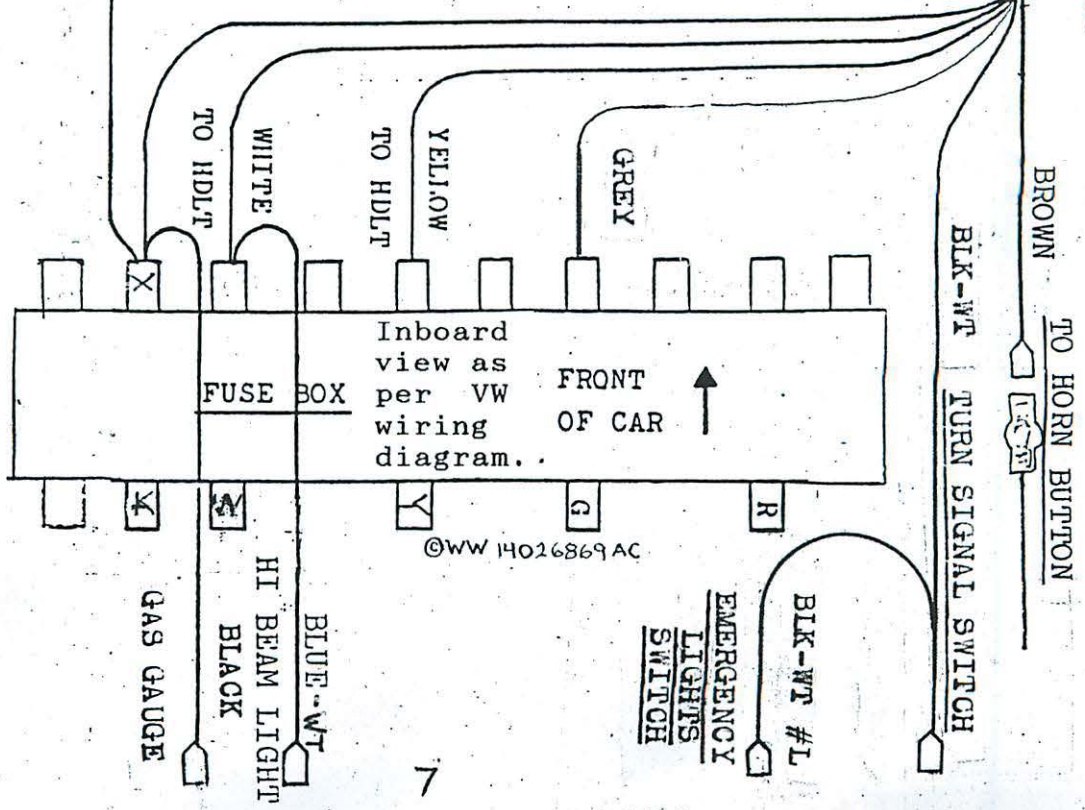 TO HDLT
WHITE
TO HDLT
YELLOW
GREY
BLK-WT
BROWN
TO HORN BUTTON
TURN SIGNAL SWITCH
X
FUSE BOX
Inboard
view as
per VW
wiring
diagram.
FRONT
OF CAR
Y
G
R
©WW 14026869AC
GAS GAUGE
BLACK
HI BEAM LIGHT
BLUE-WT
EMERGENCY
LIGHTS
SWITCH
BLK-WT #L
7